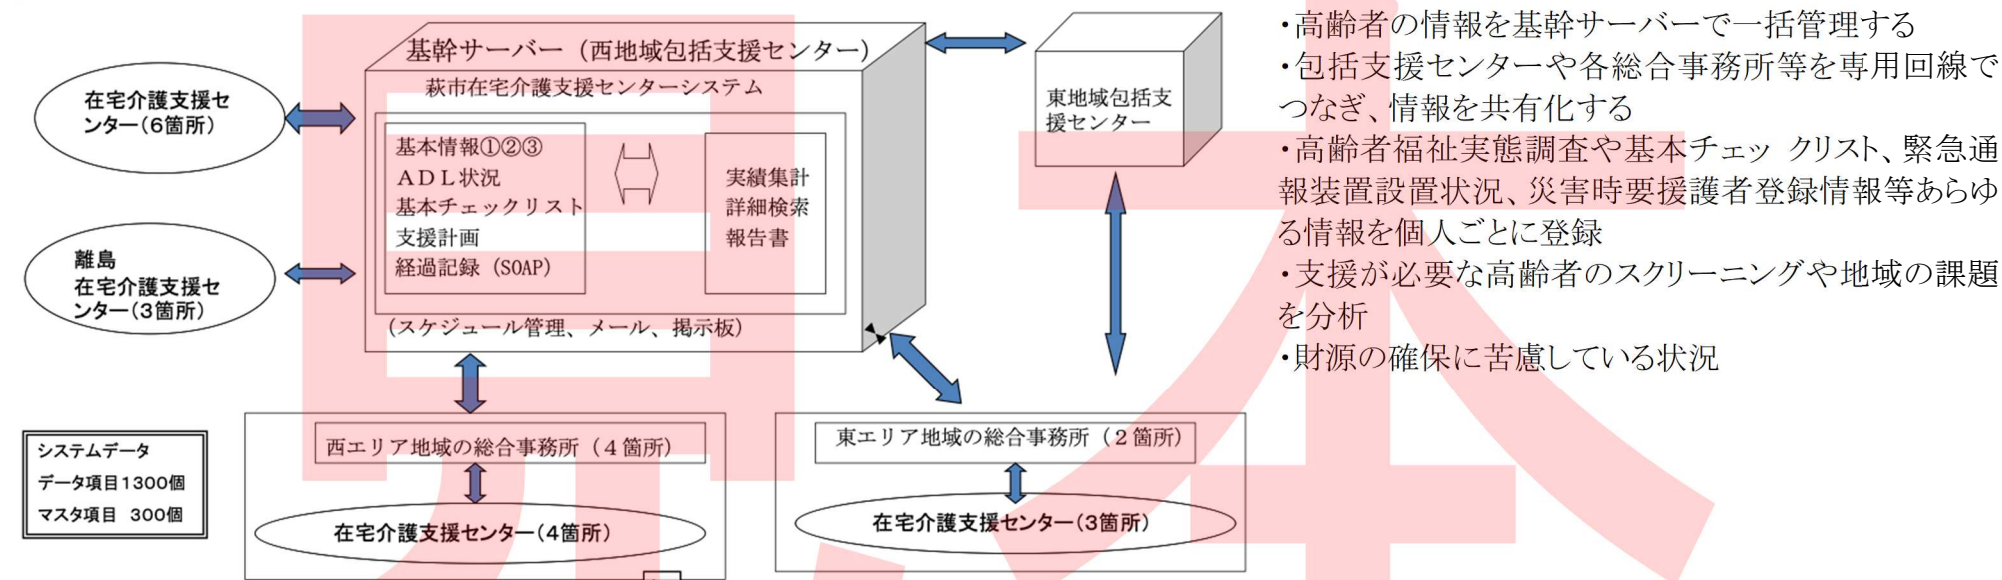 基幹サーバー（西地域包括支援センター）
萩市在宅介護支援センターシステム
在宅介護支援セ
ンター（6箇所）
離島
在宅介護支援セ
ンター（3箇所）
基本情報①②③
ＡＤＬ状況
基本チェックリスト
支援計画
経過記録（SOAP）
実績集計
詳細検索
報告書
（スケジュール管理、メール、掲示板）
東地域包括支
援センター
西エリア地域の総合事務所（４箇所）
在宅介護支援センター（4箇所）
東エリア地域の総合事務所（２箇所）
在宅介護支援センター（3箇所）
システムデータ
データ項目1300個
マスタ項目　300個
・高齢者の情報を基幹サーバーで一括管理する
・包括支援センターや各総合事務所等を専用回線で
つなぎ、情報を共有化する
・高齢者福祉実態調査や基本チェッ クリスト、緊急通
報装置設置状況、災害時要援護者登録情報等あらゆ
る情報を個人ごとに登録
・支援が必要な高齢者のスクリーニングや地域の課題
を分析
・財源の確保に苦慮している状況